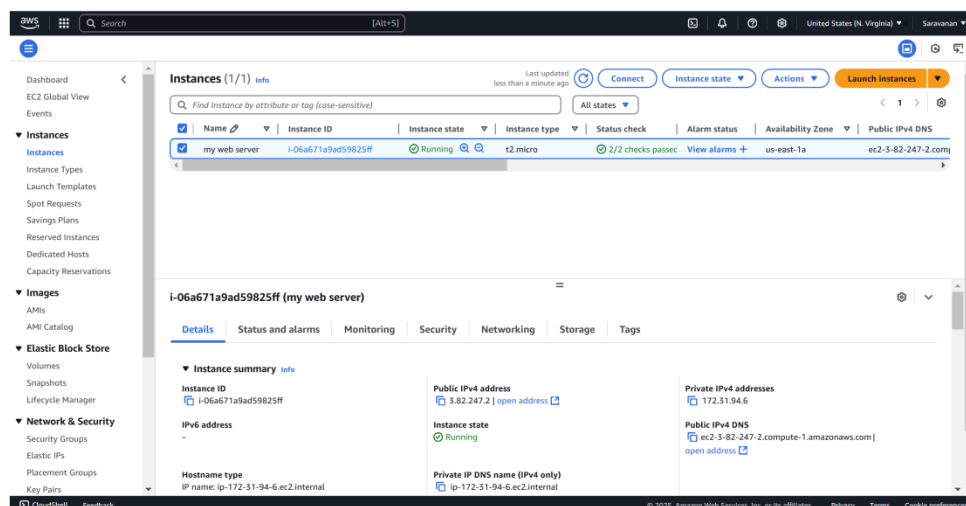 aws Search [Alt+S] United States (N. Virginia) ▼ Saravanan ▼
Dashboard
EC2 Global View
Events
▼ Instances
Instances
Instance Types
Launch Templates
Spot Requests
Savings Plans
Reserved Instances
Dedicated Hosts
Capacity Reservations
▼ Images
AMIs
AMI Catalog
▼ Elastic Block Store
Volumes
Snapshots
Lifecycle Manager
▼ Network & Security
Security Groups
Elastic IPs
Placement Groups
Key Pairs
Instances (1/1) Info
Last updated
less than a minute ago
Connect Instance state ▼ Actions ▼ Launch instances ▼
Find Instance by attribute or tag (case-sensitive) All states ▼ < 1 >
Name Instance ID Instance state Instance type Status check Alarm status Availability Zone Public IPv4 DNS
my web server i-06a671a9ad59825ff Running t2.micro 2/2 checks passec View alarms + us-east-1a ec2-3-82-247-2.com
i-06a671a9ad59825ff (my web server)
Details Status and alarms Monitoring Security Networking Storage Tags
▼ Instance summary Info
Instance ID
i-06a671a9ad59825ff
Public IPv4 address
3.82.247.2 | open address
Private IPv4 addresses
172.31.94.6
IPv6 address
–
Instance state
Running
Public IPv4 DNS
ec2-3-82-247-2.compute-1.amazonaws.com |
open address
Hostname type
IP name: ip-172-31-94-6.ec2.internal
Private IP DNS name (IPv4 only)
ip-172-31-94-6.ec2.internal
CloudShell Feedback © 2025, Amazon Web Services, Inc. or its affiliates. Privacy Terms Cookie preferences